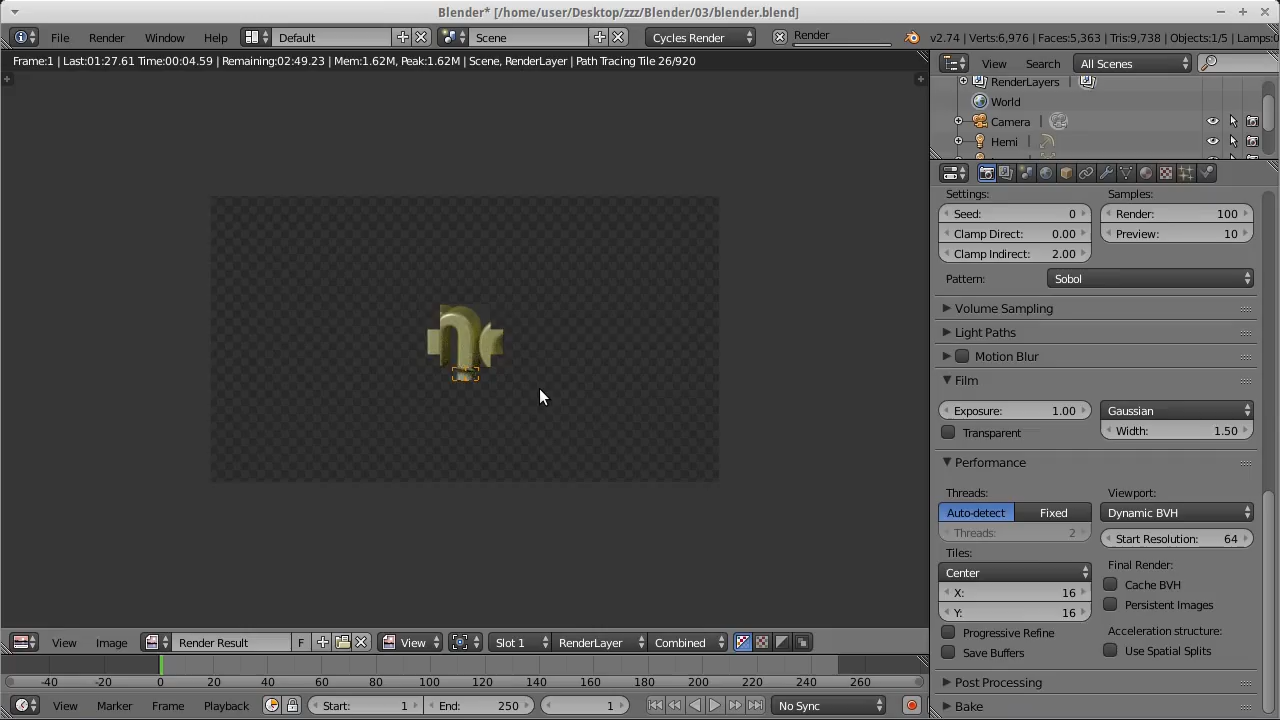 Blender* [/home/user/Desktop/zzz/Blender/03/blender.blend]
File Render Window Help Default Scene Cycles Render Render v2.74 | Verts:6,976 | Faces:5,363 | Tris:9,738 | Objects:1/5 | Lamps:0
Frame:1 | Last:01:27.61 Time:00:04.59 | Remaining:02:49.23 | Mem:1.62M, Peak:1.62M | Scene, RenderLayer | Path Tracing Tile 26/920
View Search All Scenes
RenderLayers
World
Camera
Hemi
Settings: Samples:
Seed: 0 Render: 100
Clamp Direct: 0.00 Preview: 10
Clamp Indirect: 2.00
Pattern: Sobol
Volume Sampling
Light Paths
Motion Blur
Film
Exposure: 1.00 Gaussian
Transparent Width: 1.50
Performance
Threads: Viewport:
Auto-detect Fixed Dynamic BVH
Threads: 2 Start Resolution: 64
Tiles: Final Render:
Center Cache BVH
X: 16 Persistent Images
Y: 16
Progressive Refine Acceleration structure:
Save Buffers Use Spatial Splits
Post Processing
Bake
View Image Render Result F View Slot 1 RenderLayer Combined
-40 -20 0 20 40 60 80 100 120 140 160 180 200 220 240 260
View Marker Frame Playback Start: 1 End: 250 1 No Sync